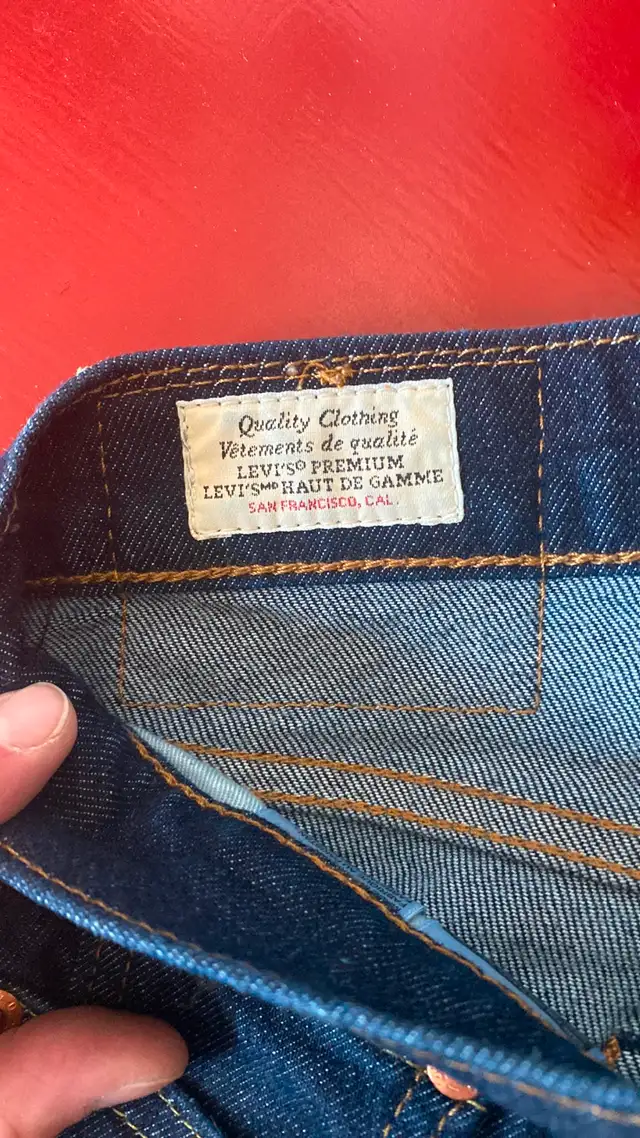 Quality Clothing
Vêtements de qualité
LEVI'S® PREMIUM
LEVI'Sᴹᴰ HAUT DE GAMME
SAN FRANCISCO, CAL.